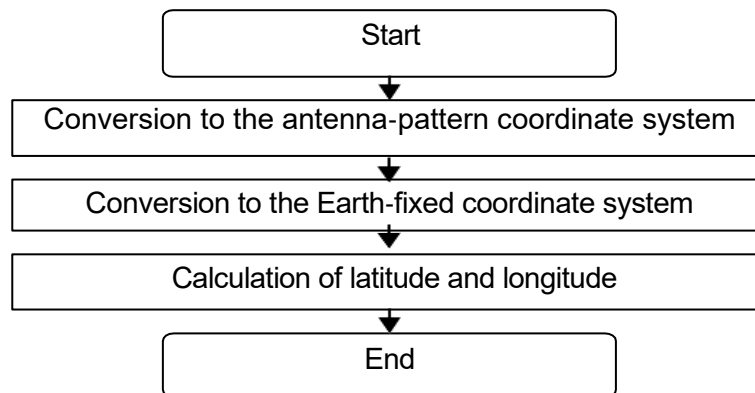 Start
Conversion to the antenna-pattern coordinate system
Conversion to the Earth-fixed coordinate system
Calculation of latitude and longitude
End